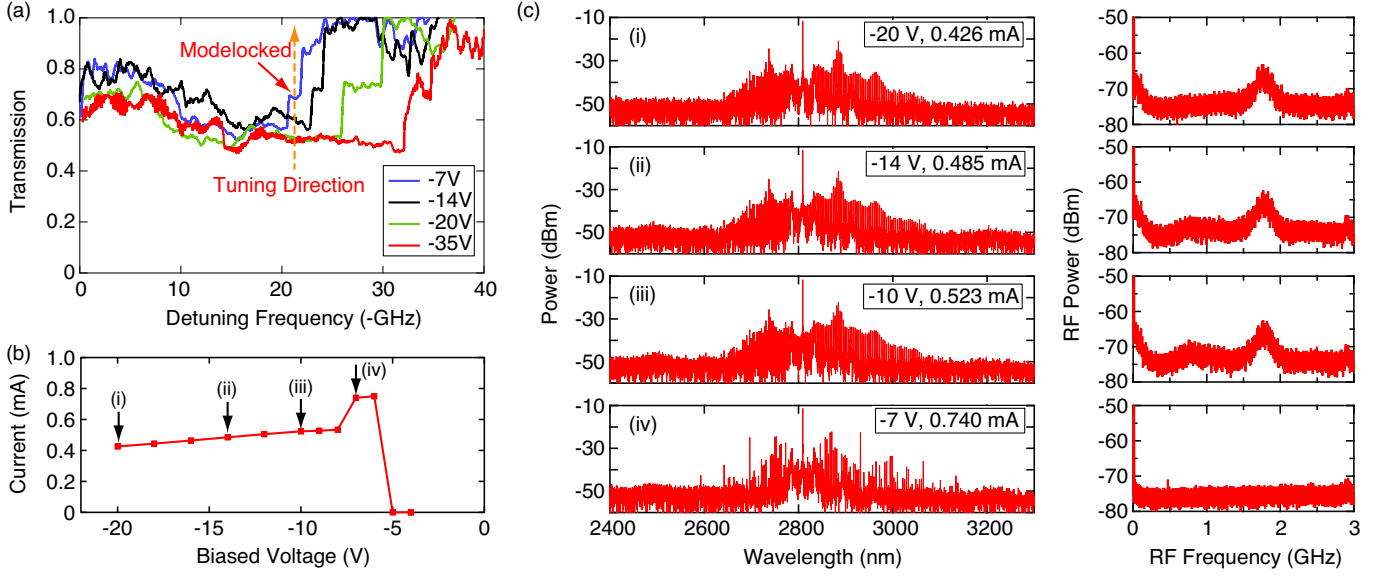 (a)
1.0
0.8
0.6
0.4
0.2
0
Transmission
Modelocked
Tuning Direction
-7V
-14V
-20V
-35V
0
10
20
30
40
Detuning Frequency (-GHz)
(b)
1.0
0.8
0.6
0.4
0.2
0.0
Current (mA)
(i)
(ii)
(iii)
(iv)
-20
-15
-10
-5
0
Biased Voltage (V)
(c)
Power (dBm)
-10
-30
-50
(i)
-20 V, 0.426 mA
-10
-30
-50
(ii)
-14 V, 0.485 mA
-10
-30
-50
(iii)
-10 V, 0.523 mA
-10
-30
-50
(iv)
-7 V, 0.740 mA
2400
2600
2800
3000
3200
Wavelength (nm)
RF Power (dBm)
-50
-60
-70
-80
-50
-60
-70
-80
-50
-60
-70
-80
-50
-60
-70
-80
0
1
2
3
RF Frequency (GHz)